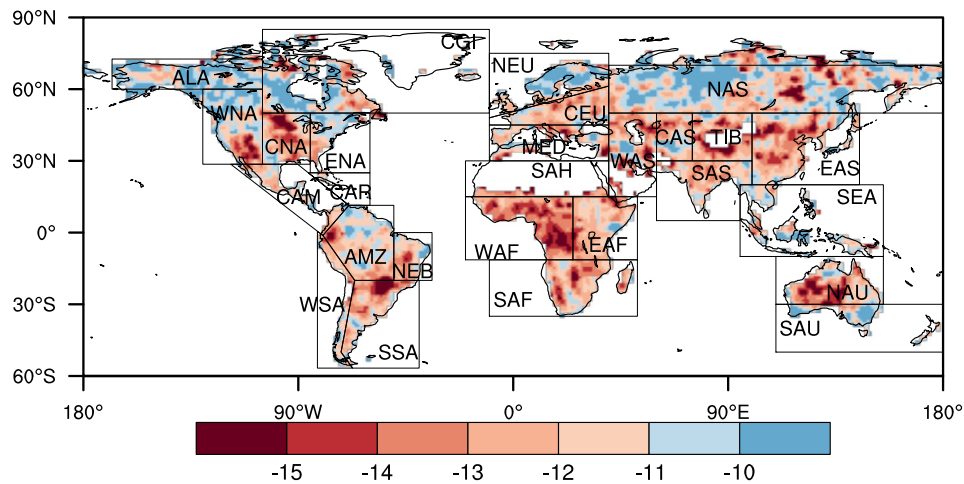 90°N
CGI
NEU
ALA
NAS
60°N
WNA
CEU
CNA
MED
CAS
TIB
30°N
ENA
WAS
SAH
SAS
EAS
CAM
CAR
SEA
0°
AMZ
WAF
EAF
NEB
30°S
WSA
SAF
NAU
SAU
SSA
60°S
180°
90°W
0°
90°E
180°
-15
-14
-13
-12
-11
-10